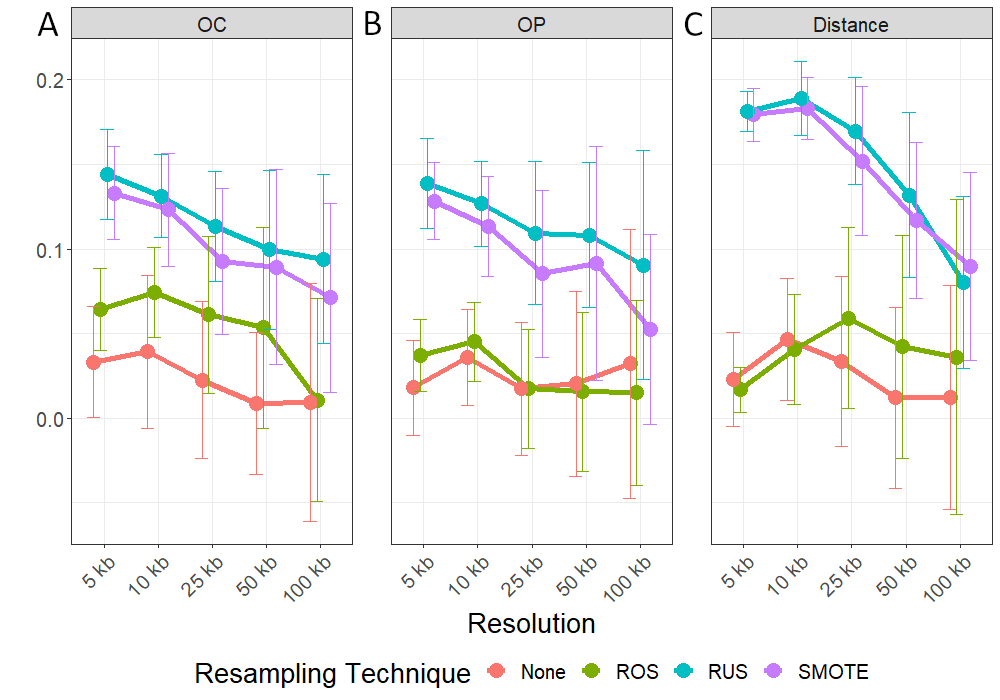 A
OC
B
OP
C
Distance
0.2
0.1
0.0
5 kb
10 kb
25 kb
50 kb
100 kb
5 kb
10 kb
25 kb
50 kb
100 kb
5 kb
10 kb
25 kb
50 kb
100 kb
Resolution
Resampling Technique None ROS RUS SMOTE